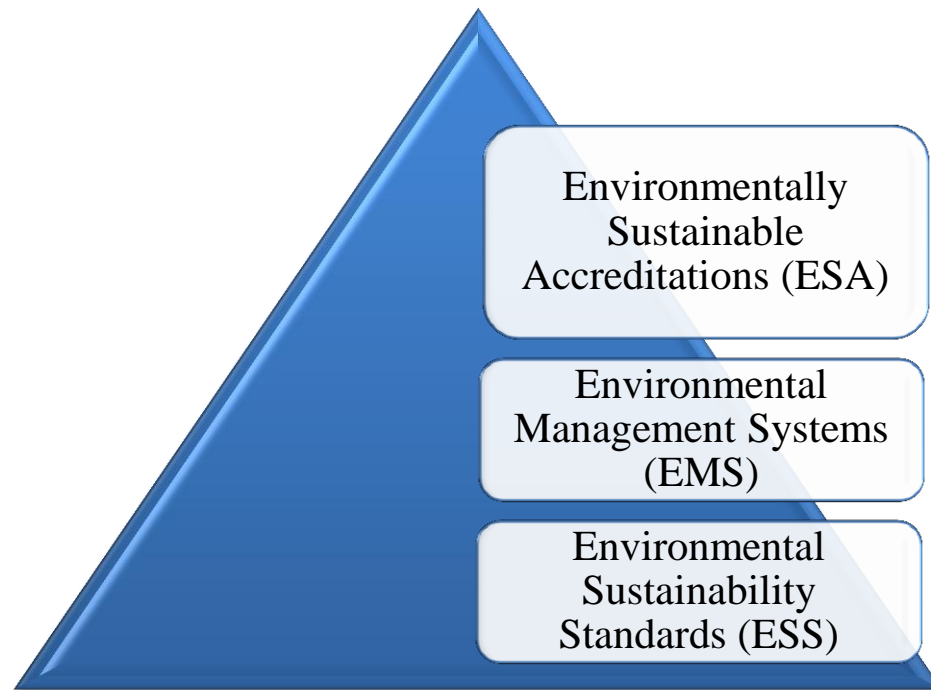 Environmentally
Sustainable
Accreditations (ESA)
Environmental
Management Systems
(EMS)
Environmental
Sustainability
Standards (ESS)